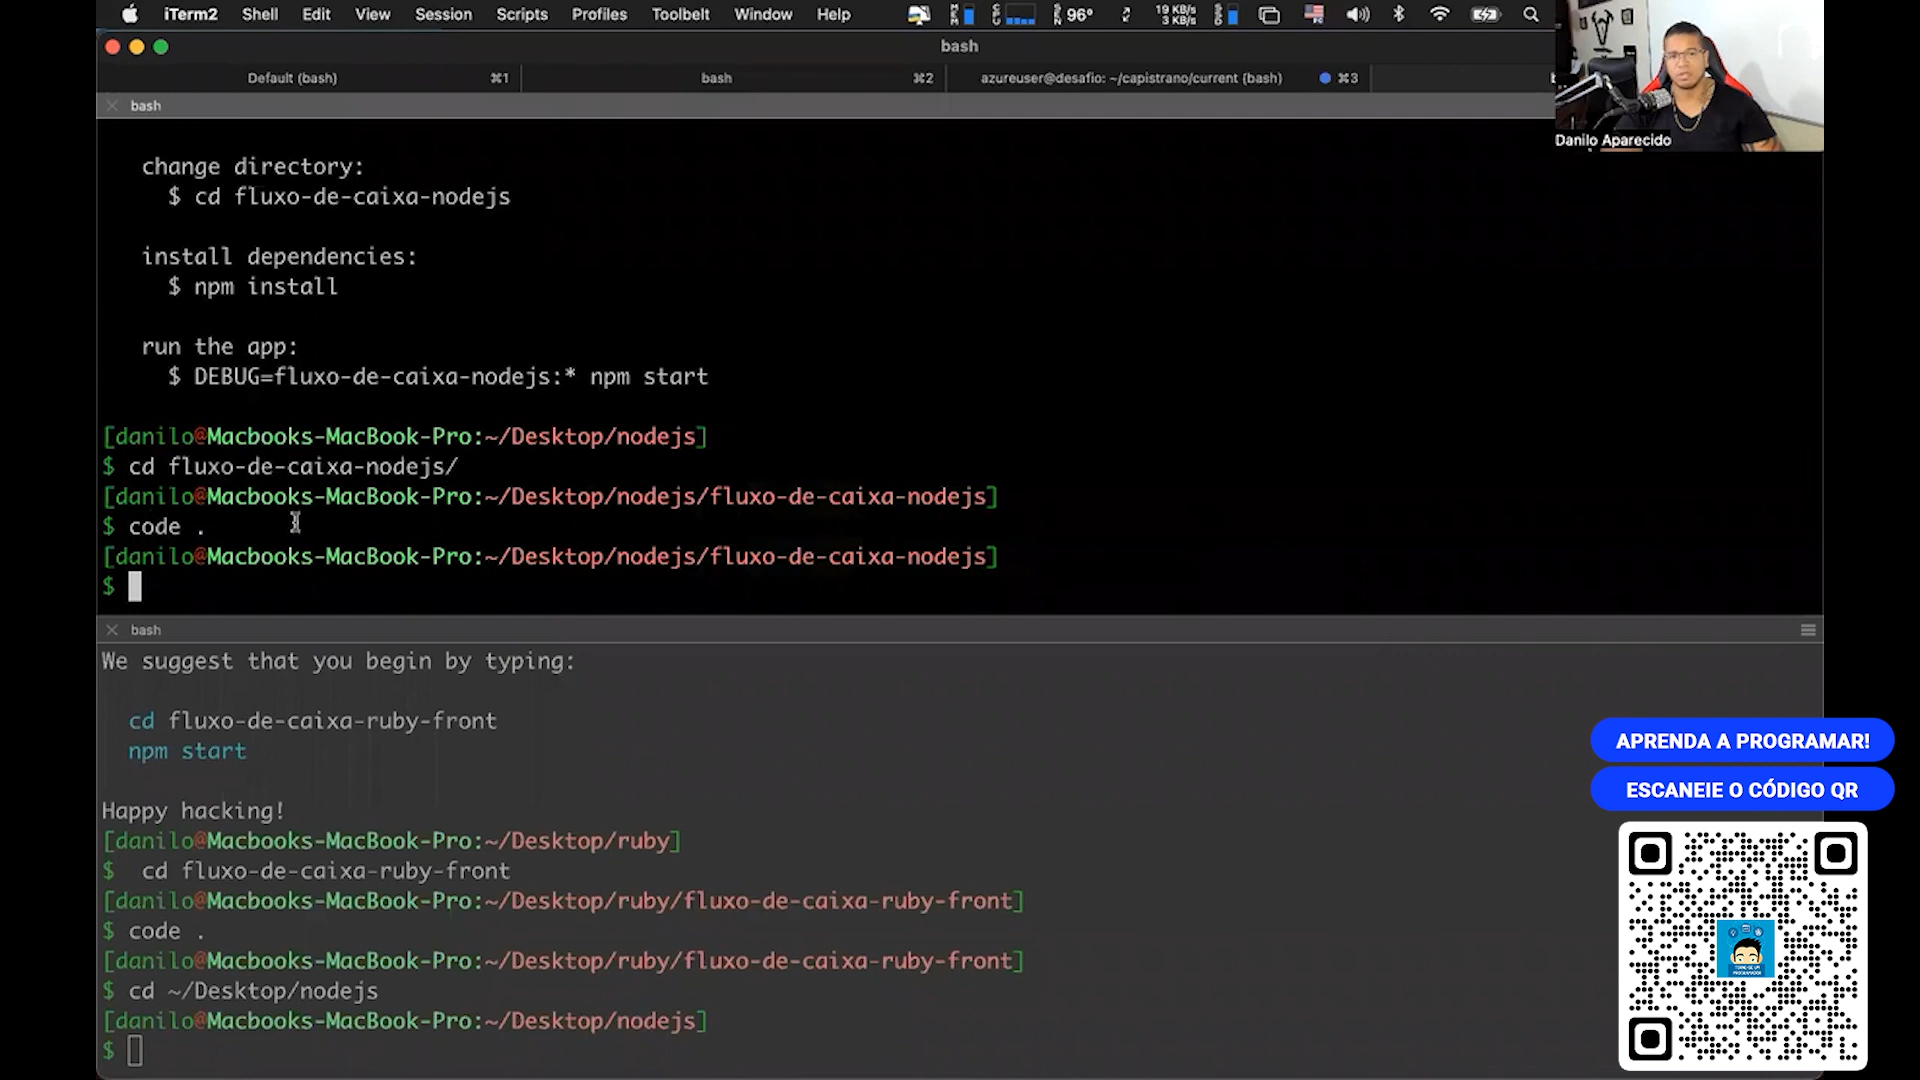 iTerm2 Shell Edit View Session Scripts Profiles Toolbelt Window Help 96° 19 KB/s 3 KB/s
bash
Default (bash) ⌘1 bash ⌘2 azureuser@desafio: ~/capistrano/current (bash) ⌘3
bash
Danilo Aparecido
change directory:
$ cd fluxo-de-caixa-nodejs
install dependencies:
$ npm install
run the app:
$ DEBUG=fluxo-de-caixa-nodejs:* npm start
[danilo@Macbooks-MacBook-Pro:~/Desktop/nodejs]
$ cd fluxo-de-caixa-nodejs/
[danilo@Macbooks-MacBook-Pro:~/Desktop/nodejs/fluxo-de-caixa-nodejs]
$ code .
[danilo@Macbooks-MacBook-Pro:~/Desktop/nodejs/fluxo-de-caixa-nodejs]
$
bash
We suggest that you begin by typing:
cd fluxo-de-caixa-ruby-front
npm start
Happy hacking!
[danilo@Macbooks-MacBook-Pro:~/Desktop/ruby]
$ cd fluxo-de-caixa-ruby-front
[danilo@Macbooks-MacBook-Pro:~/Desktop/ruby/fluxo-de-caixa-ruby-front]
$ code .
[danilo@Macbooks-MacBook-Pro:~/Desktop/ruby/fluxo-de-caixa-ruby-front]
$ cd ~/Desktop/nodejs
[danilo@Macbooks-MacBook-Pro:~/Desktop/nodejs]
$
APRENDA A PROGRAMAR!
ESCANEIE O CÓDIGO QR